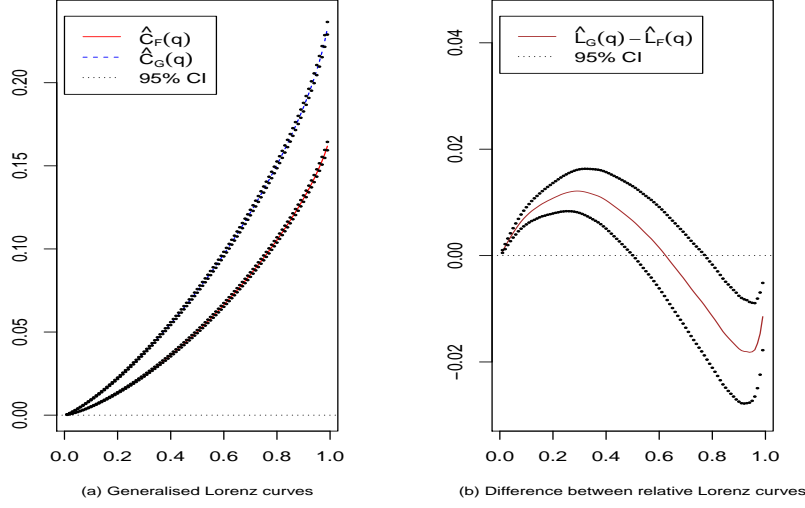 Ĉ_F(q)
Ĉ_G(q)
95% CI
0.00 0.05 0.10 0.15 0.20
0.0 0.2 0.4 0.6 0.8 1.0
(a) Generalised Lorenz curves
L̂_G(q) − L̂_F(q)
95% CI
−0.02 0.00 0.02 0.04
0.0 0.2 0.4 0.6 0.8 1.0
(b) Difference between relative Lorenz curves